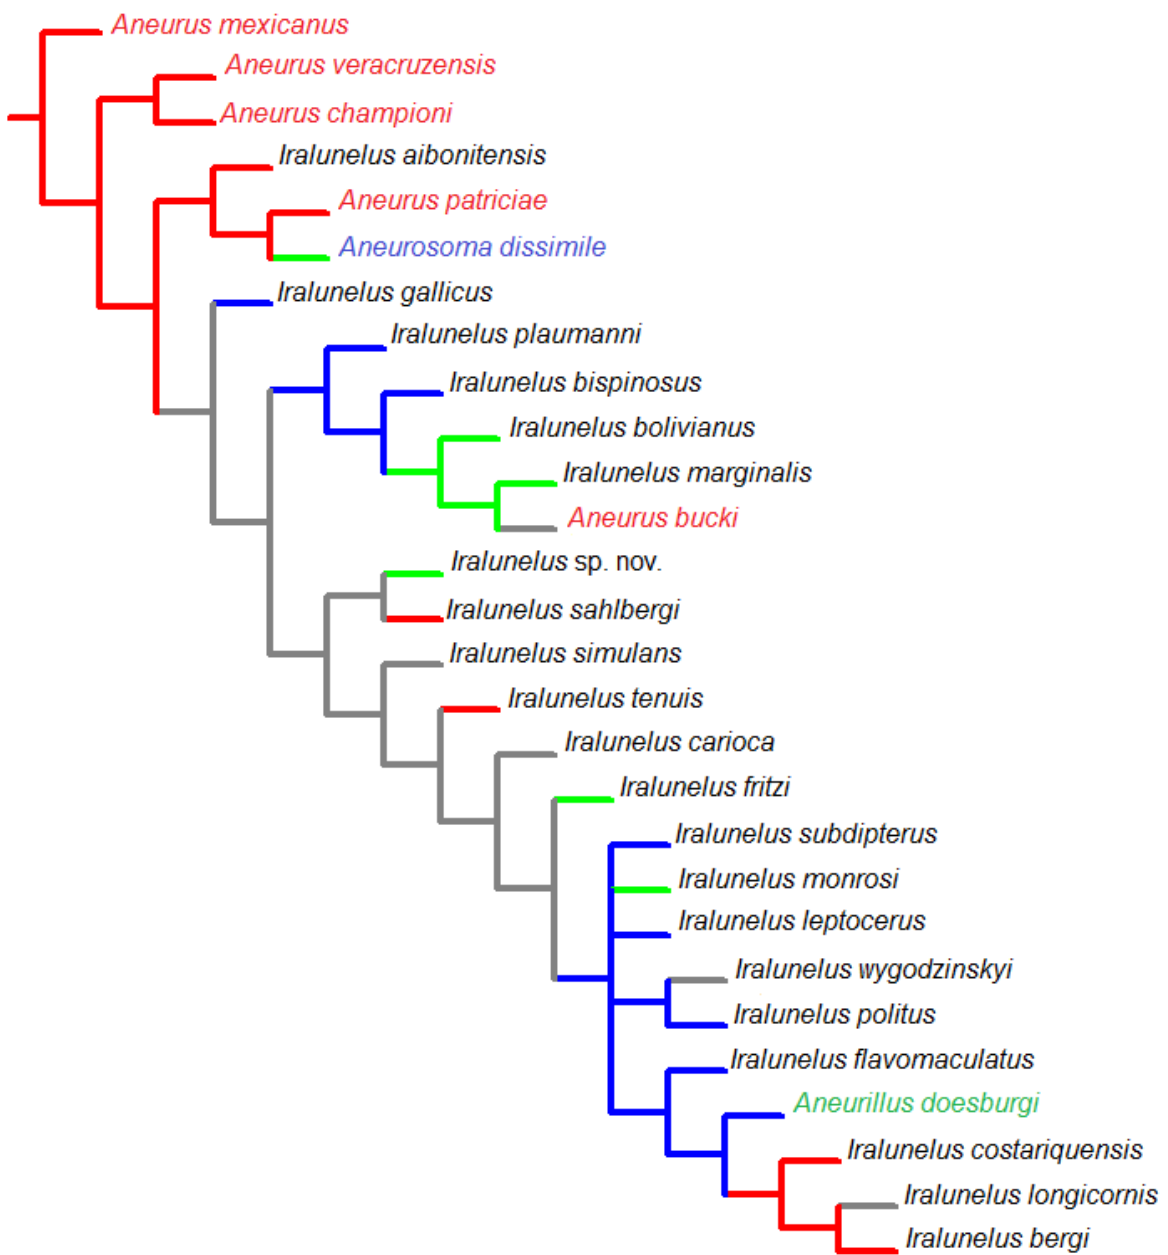 Aneurus mexicanus
Aneurus veracruzensis
Aneurus championi
Iralunelus aibonitensis
Aneurus patriciae
Aneurosoma dissimile
Iralunelus gallicus
Iralunelus plaumanni
Iralunelus bispinosus
Iralunelus bolivianus
Iralunelus marginalis
Aneurus bucki
Iralunelus sp. nov.
Iralunelus sahlbergi
Iralunelus simulans
Iralunelus tenuis
Iralunelus carioca
Iralunelus fritzi
Iralunelus subdipterus
Iralunelus monrosi
Iralunelus leptocerus
Iralunelus wygodzinskyi
Iralunelus politus
Iralunelus flavomaculatus
Aneurillus doesburgi
Iralunelus costariquensis
Iralunelus longicornis
Iralunelus bergi